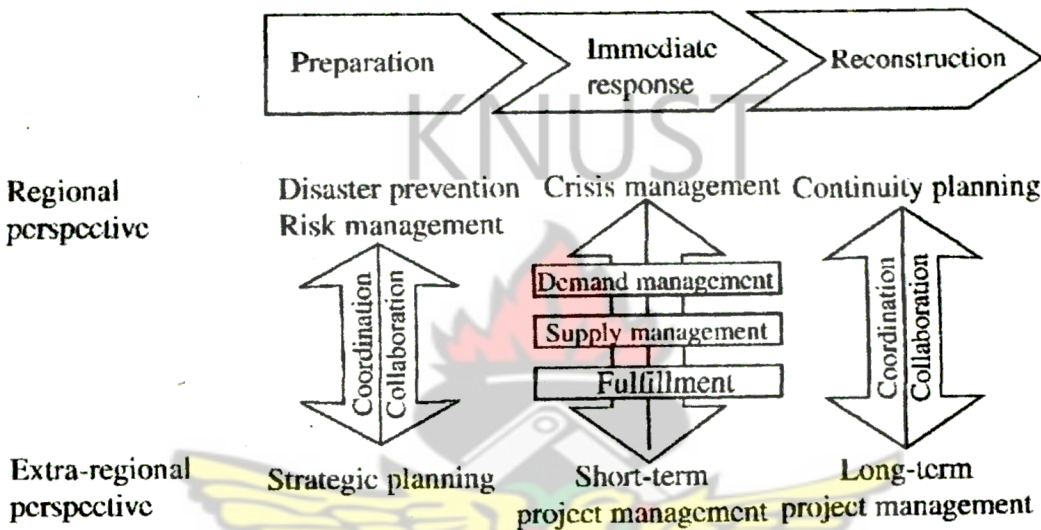 Preparation
Immediate
response
Reconstruction
KNUST
Regional
perspective
Disaster prevention
Risk management
Crisis management
Continuity planning
Coordination
Collaboration
Demand management
Supply management
Fulfillment
Coordination
Collaboration
Extra-regional
perspective
Strategic planning
Short-term
project management
Long-term
project management